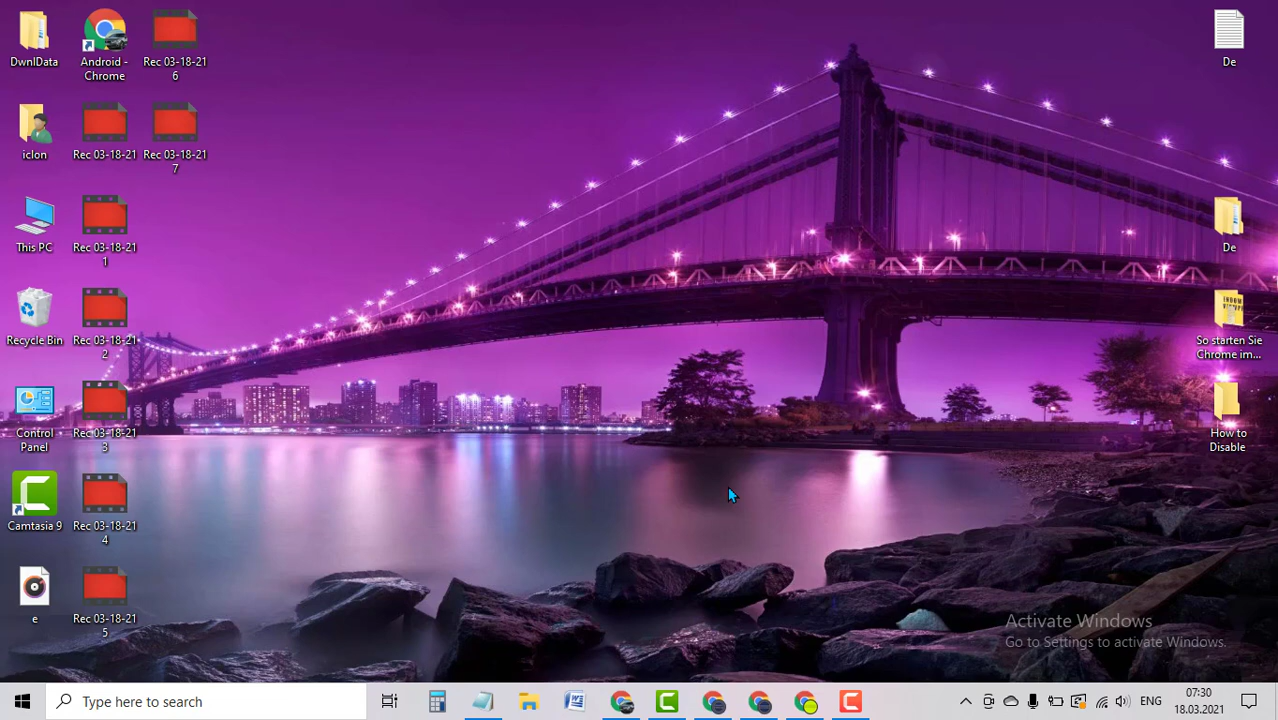 DwnlData
Android -
Chrome
Rec 03-18-21
6
iclon
Rec 03-18-21
Rec 03-18-21
7
This PC
Rec 03-18-21
1
Recycle Bin
Rec 03-18-21
2
Control
Panel
Rec 03-18-21
3
Camtasia 9
Rec 03-18-21
4
e
Rec 03-18-21
5
De
De
So starten Sie
Chrome im...
How to
Disable
Activate Windows
Go to Settings to activate Windows.
Type here to search
ENG
07:30
18.03.2021